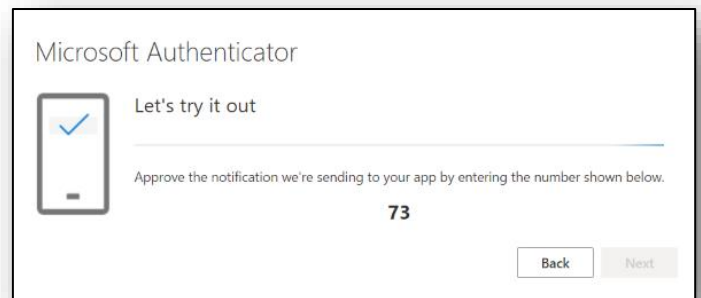 Microsoft Authenticator
Let's try it out
Approve the notification we're sending to your app by entering the number shown below.
73
Back Next